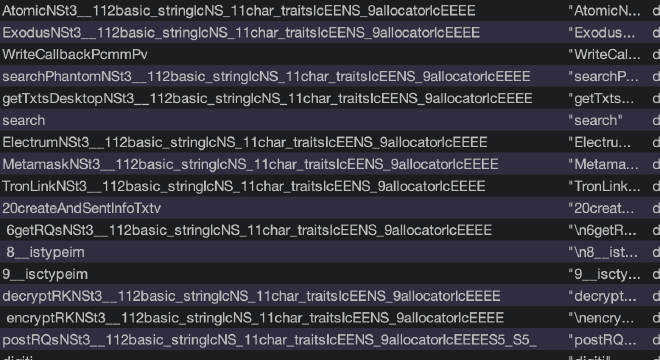 AtomicNSt3__112basic_stringIcNS_11char_traitsIcEENS_9allocatorIcEEEE "AtomicN... d
ExodusNSt3__112basic_stringIcNS_11char_traitsIcEENS_9allocatorIcEEEE "Exodus... d
WriteCallbackPcmmPv "WriteCal... d
searchPhantomNSt3__112basic_stringIcNS_11char_traitsIcEENS_9allocatorIcEEEE "searchP... d
getTxtsDesktopNSt3__112basic_stringIcNS_11char_traitsIcEENS_9allocatorIcEEEE "getTxts... d
search "search" d
ElectrumNSt3__112basic_stringIcNS_11char_traitsIcEENS_9allocatorIcEEEE "Electru... d
MetamaskNSt3__112basic_stringIcNS_11char_traitsIcEENS_9allocatorIcEEEE "Metama... d
TronLinkNSt3__112basic_stringIcNS_11char_traitsIcEENS_9allocatorIcEEEE "TronLink... d
20createAndSentInfoTxtv "20creat... d
6getRQsNSt3__112basic_stringIcNS_11char_traitsIcEENS_9allocatorIcEEEE "\n6getR... d
8__istypeim "\n8__ist... d
9__isctypeim "9__iscty... d
decryptRKNSt3__112basic_stringIcNS_11char_traitsIcEENS_9allocatorIcEEEE "decrypt... d
encryptRKNSt3__112basic_stringIcNS_11char_traitsIcEENS_9allocatorIcEEEE "\nencry... d
postRQsNSt3__112basic_stringIcNS_11char_traitsIcEENS_9allocatorIcEEEES5_S5_ "postRQ... d